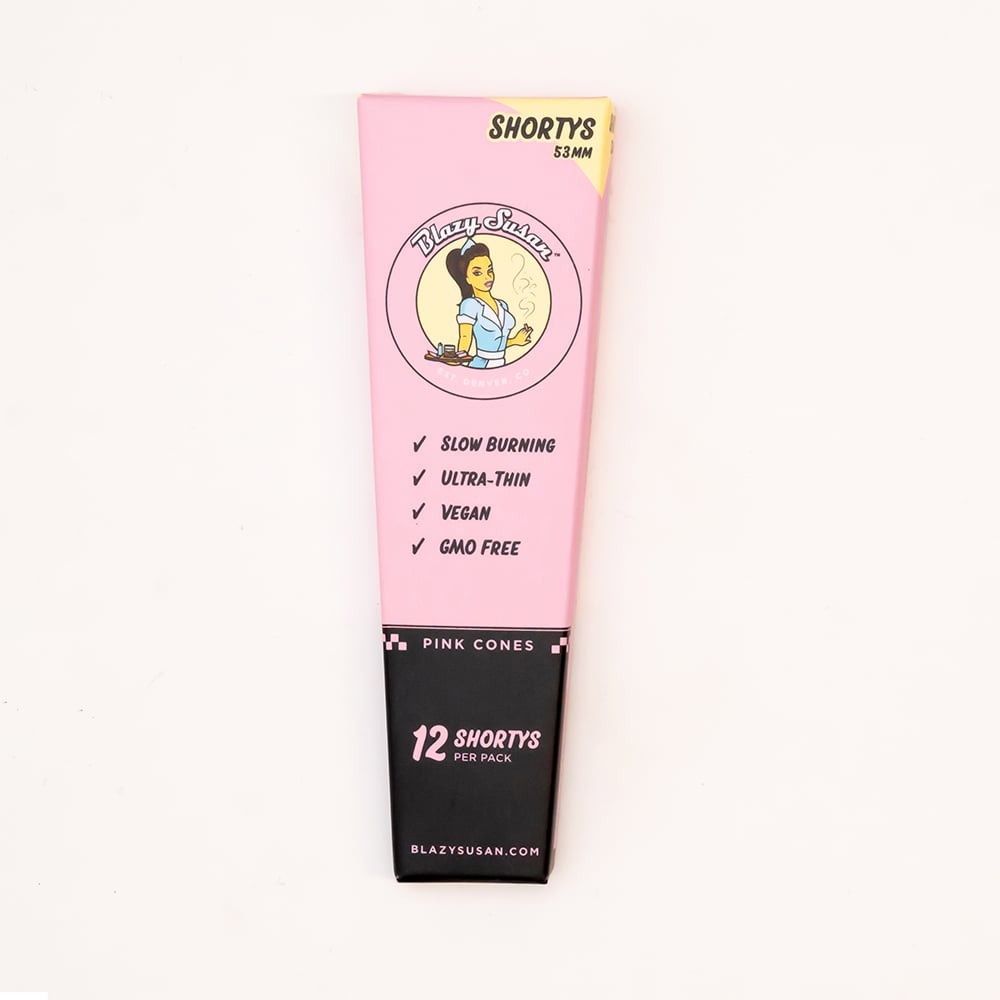 SHORTYS
53MM
Blazy Susan™
EST. DENVER, CO
✓ SLOW BURNING
✓ ULTRA-THIN
✓ VEGAN
✓ GMO FREE
PINK CONES
12 SHORTYS
PER PACK
BLAZYSUSAN.COM